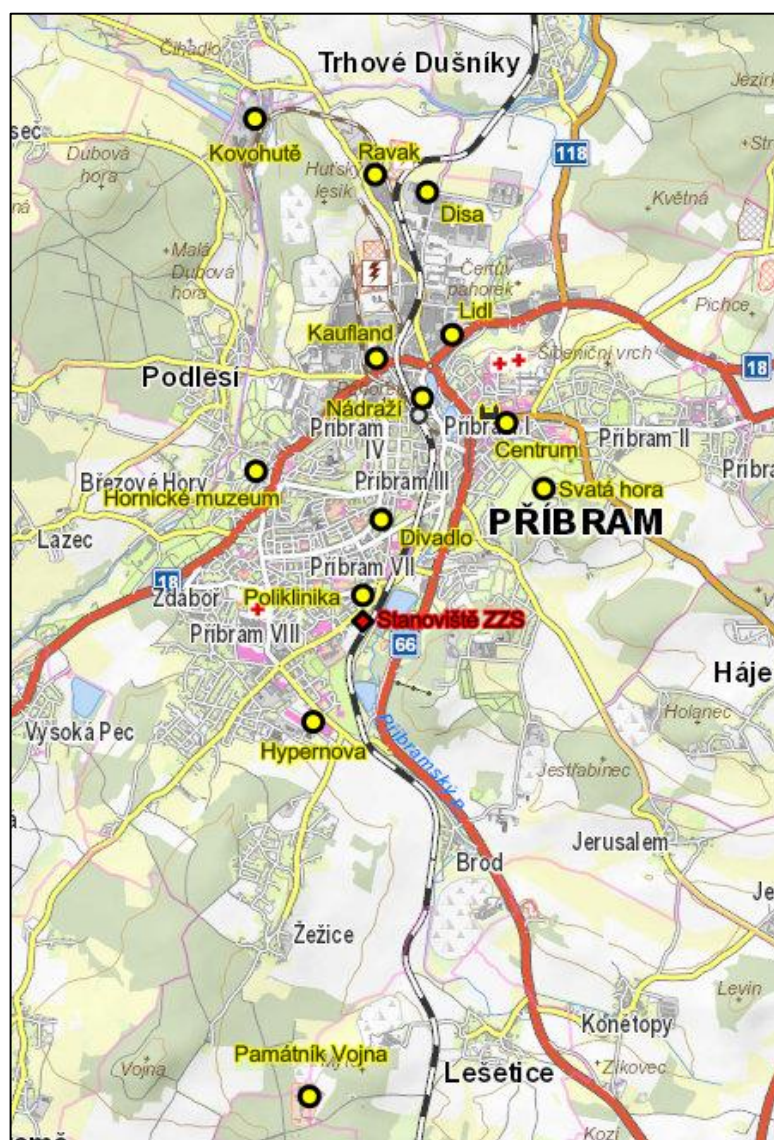 Čihadlo
Trhové Dušníky
Kovohutě
Dubová
hora
Ravak
Huťský
lesík
Disa
118
Květná
Malá
Dubová
hora
Čertův
pahorek
Lidl
Pichce
Kaufland
Šibeniční vrch
18
Podlesí
Nádraží
Příbram
IV
Příbram I
Centrum
Příbram II
Březové Hory
Hornické muzeum
Příbram III
Svatá hora
PŘÍBRAM
Lazec
Divadlo
18
Příbram VII
Zdaboř
Poliklinika
Stanoviště ZZS
Příbram VIII
66
Háje
Vysoká Pec
Hypernova
Holanec
Příbramský p.
Jestřabinec
Brod
Jerusalem
Žežice
Levín
Konětopy
Památník Vojna
Vojna
Lešetice
Zíkovec
Kozí